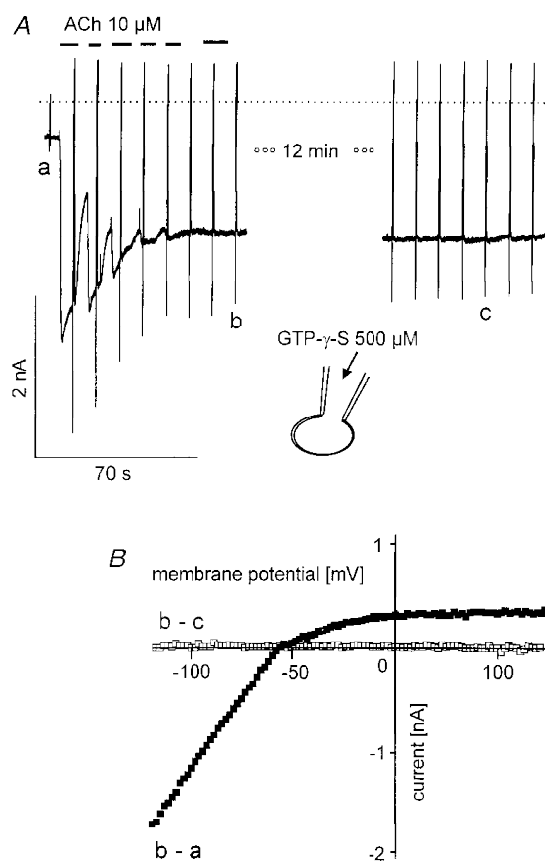 A
ACh 10 µM
a
°°° 12 min °°°
b
c
2 nA
GTP-γ-S 500 µM
70 s
B
membrane potential [mV]
1
b - c
-100
-50
0
100
-1
current [nA]
b - a
-2